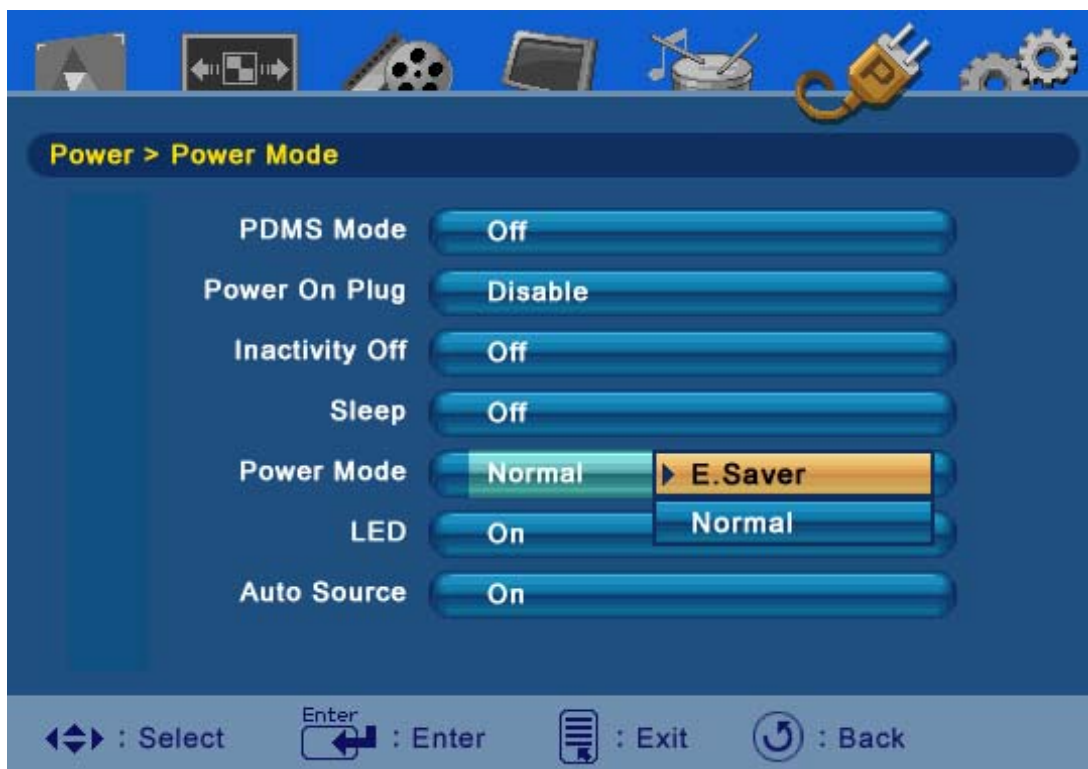 P
Power > Power Mode
PDMS Mode Off
Power On Plug Disable
Inactivity Off Off
Sleep Off
Power Mode Normal E.Saver
Normal
LED On
Auto Source On
Enter
: Select : Enter : Exit : Back